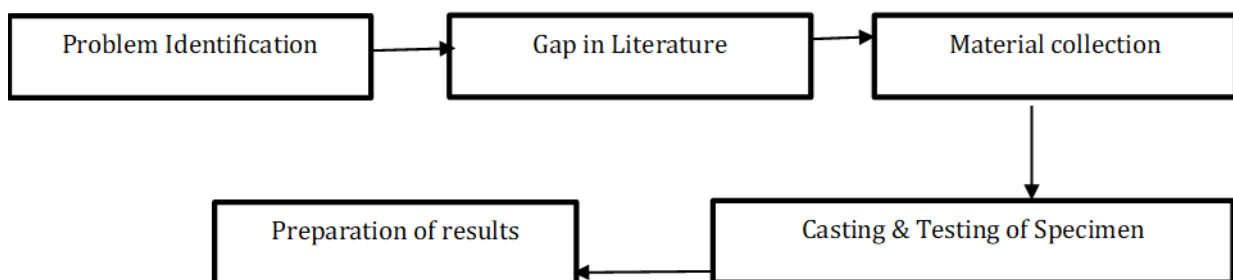 Problem Identification
Gap in Literature
Material collection
Casting & Testing of Specimen
Preparation of results